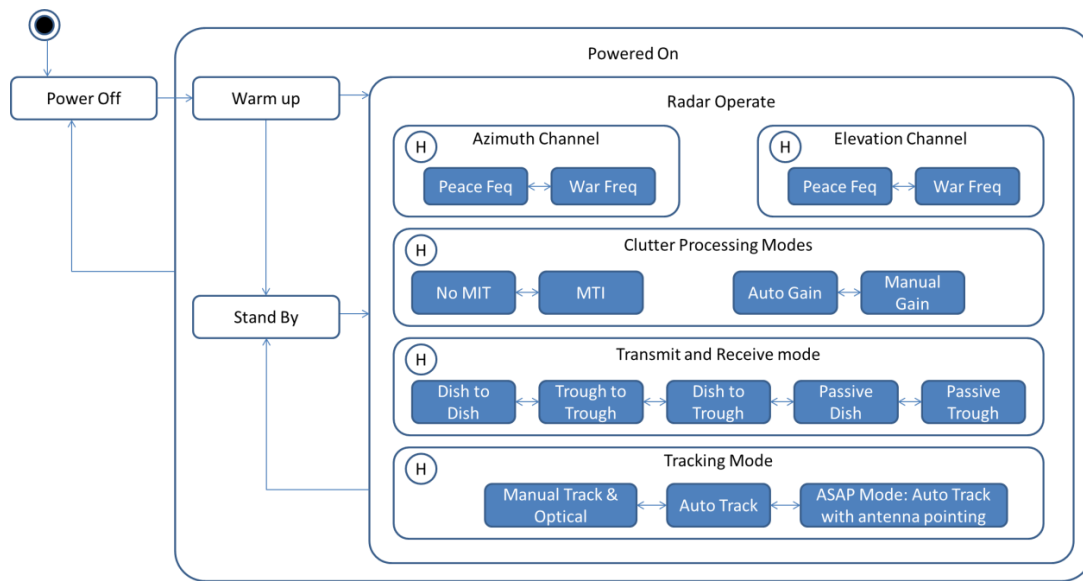 Powered On
Power Off
Warm up
Radar Operate
H
Azimuth Channel
Peace Feq
War Freq
H
Elevation Channel
Peace Feq
War Freq
H
Clutter Processing Modes
No MIT
MTI
Auto Gain
Manual
Gain
Stand By
H
Transmit and Receive mode
Dish to
Dish
Trough to
Trough
Dish to
Trough
Passive
Dish
Passive
Trough
H
Tracking Mode
Manual Track &
Optical
Auto Track
ASAP Mode: Auto Track
with antenna pointing